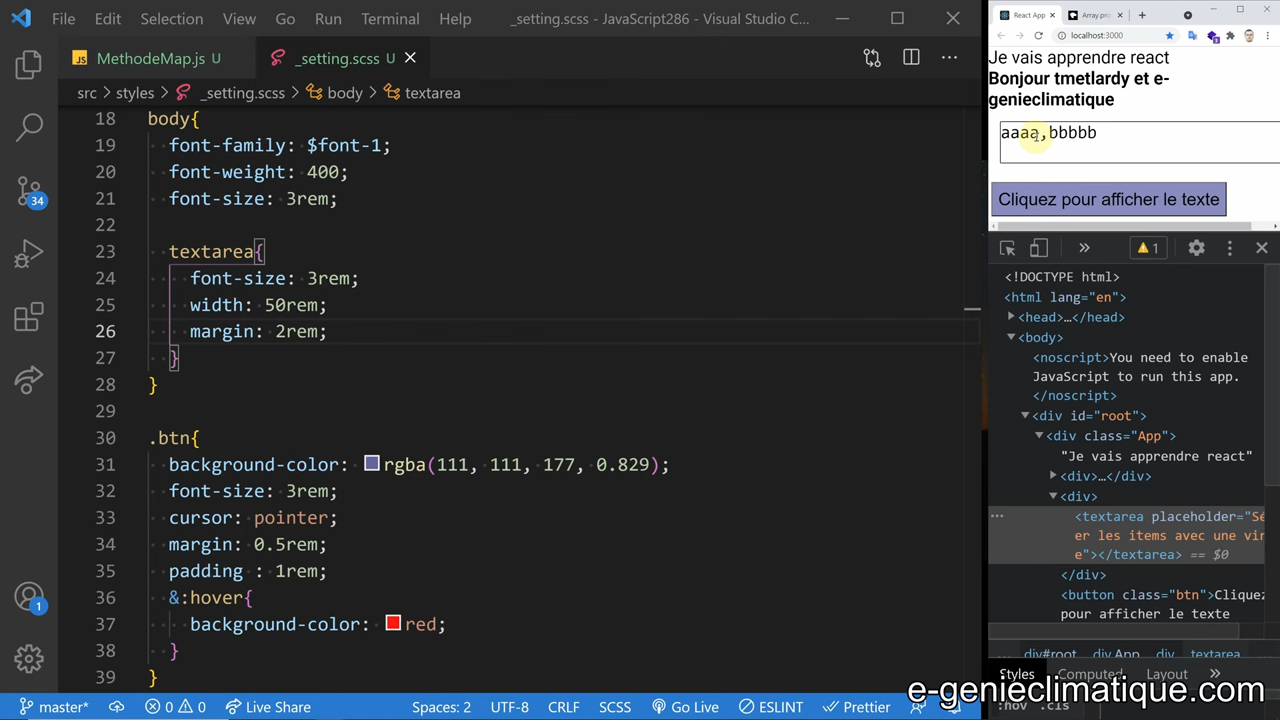 File Edit Selection View Go Run Terminal Help _setting.scss - JavaScript286 - Visual Studio C...
MethodeMap.js U
_setting.scss U
src > styles > _setting.scss > body > textarea
18 body{
19 font-family: $font-1;
20 font-weight: 400;
21 font-size: 3rem;
22
23 textarea{
24 font-size: 3rem;
25 width: 50rem;
26 margin: 2rem;
27 }
28 }
29
30 .btn{
31 background-color: rgba(111, 111, 177, 0.829);
32 font-size: 3rem;
33 cursor: pointer;
34 margin: 0.5rem;
35 padding : 1rem;
36 &:hover{
37 background-color: red;
38 }
39 }
34
1
master* 0 0 Live Share Spaces: 2 UTF-8 CRLF SCSS Go Live ESLINT Prettier
React App
Array.pro
localhost:3000
Je vais apprendre react
Bonjour tmetlardy et e-
genieclimatique
aaaa,bbbbb
Cliquez pour afficher le texte
1
<!DOCTYPE html>
<html lang="en">
<head>…</head>
<body>
<noscript>You need to enable
JavaScript to run this app.
</noscript>
<div id="root">
<div class="App">
"Je vais apprendre react"
<div>…</div>
<div>
<textarea placeholder="Sé
er les items avec une vir
e"></textarea> == $0
</div>
<button class="btn">Cliquez
pour afficher le texte
div#root div.App div textarea
Styles Computed Layout
:hov .cls
e-genieclimatique.com